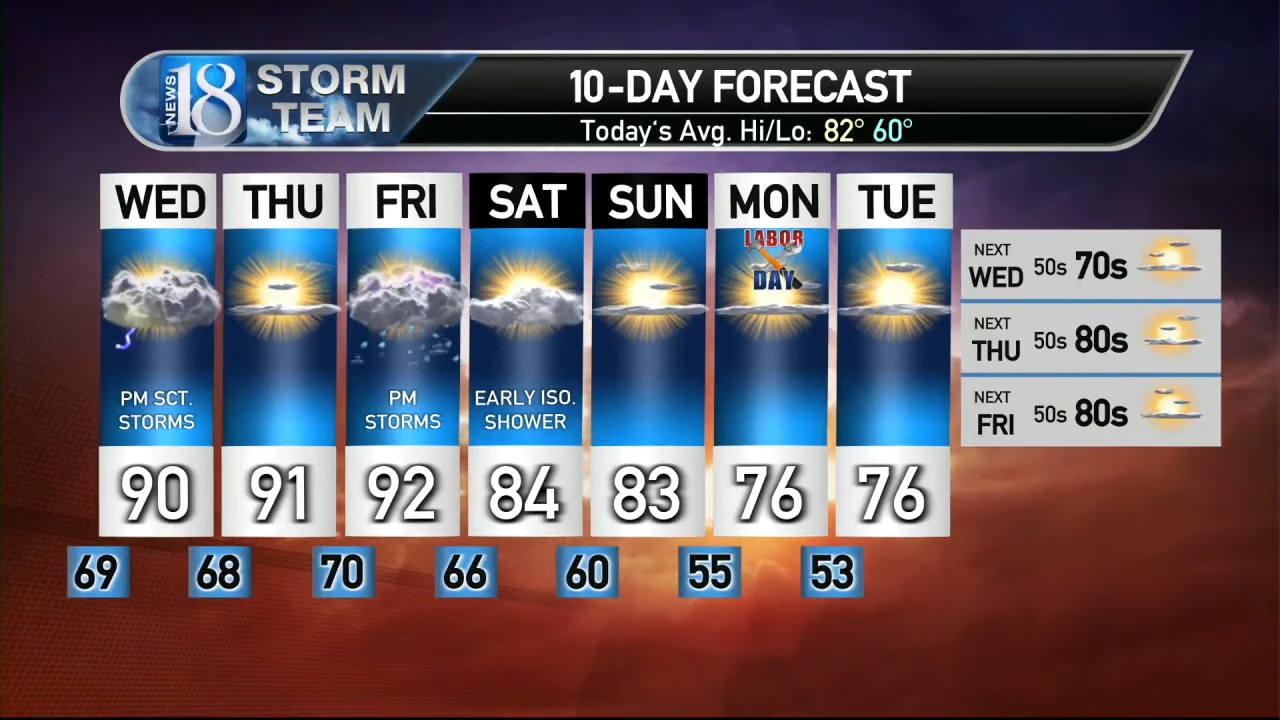 NEWS 18 STORM TEAM
10-DAY FORECAST
Today's Avg. Hi/Lo: 82° 60°
WED THU FRI SAT SUN MON TUE
LABOR
DAY
PM SCT.
STORMS
PM
STORMS
EARLY ISO.
SHOWER
90 91 92 84 83 76 76
69 68 70 66 60 55 53
NEXT
WED 50s 70s
NEXT
THU 50s 80s
NEXT
FRI 50s 80s